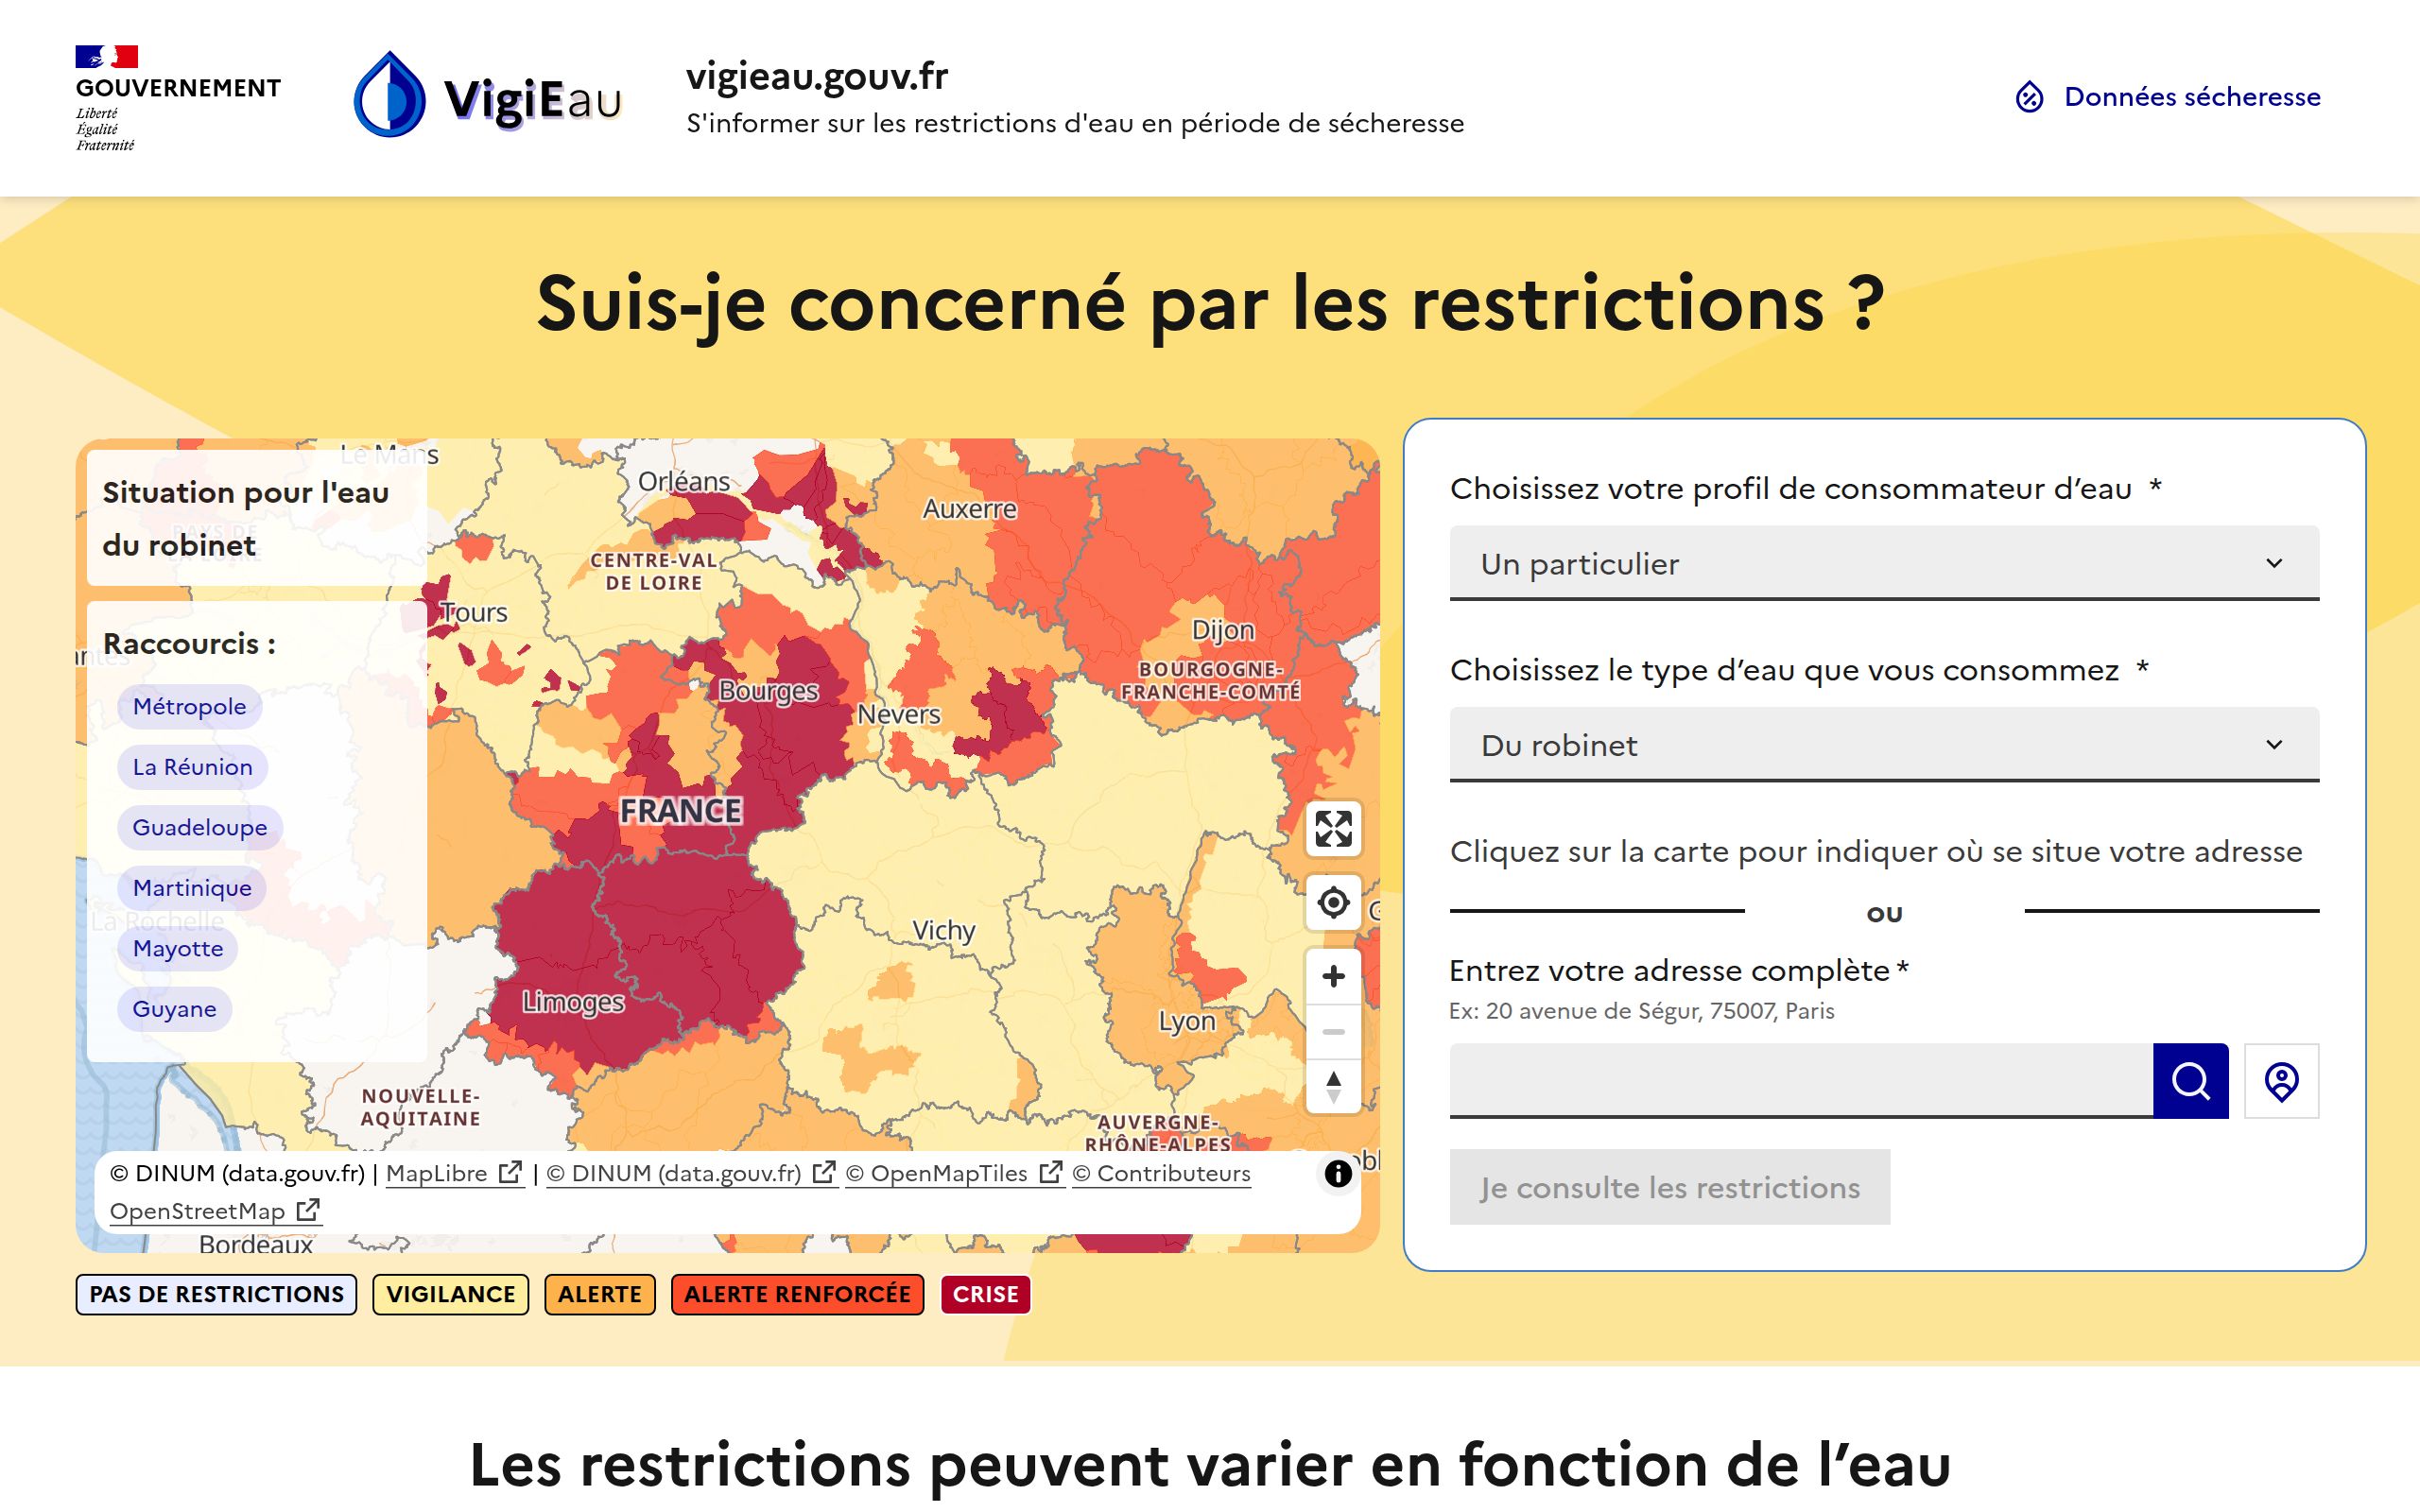 GOUVERNEMENT
Liberté
Égalité
Fraternité
VigiEau
vigieau.gouv.fr
S'informer sur les restrictions d'eau en période de sécheresse
Données sécheresse
Suis-je concerné par les restrictions ?
Situation pour l'eau
du robinet
Raccourcis :
Métropole
La Réunion
Guadeloupe
Martinique
Mayotte
Guyane
Le Mans
Orléans
Auxerre
CENTRE-VAL
DE LOIRE
Tours
Dijon
BOURGOGNE-
FRANCHE-COMTÉ
Bourges
Nevers
FRANCE
La Rochelle
Vichy
Limoges
Lyon
NOUVELLE-
AQUITAINE
AUVERGNE-
RHÔNE-ALPES
© DINUM (data.gouv.fr) | MapLibre | © DINUM (data.gouv.fr) © OpenMapTiles © Contributeurs
OpenStreetMap
Bordeaux
PAS DE RESTRICTIONS
VIGILANCE
ALERTE
ALERTE RENFORCÉE
CRISE
Choisissez votre profil de consommateur d’eau *
Un particulier
Choisissez le type d’eau que vous consommez *
Du robinet
Cliquez sur la carte pour indiquer où se situe votre adresse
ou
Entrez votre adresse complète *
Ex: 20 avenue de Ségur, 75007, Paris
Je consulte les restrictions
Les restrictions peuvent varier en fonction de l’eau